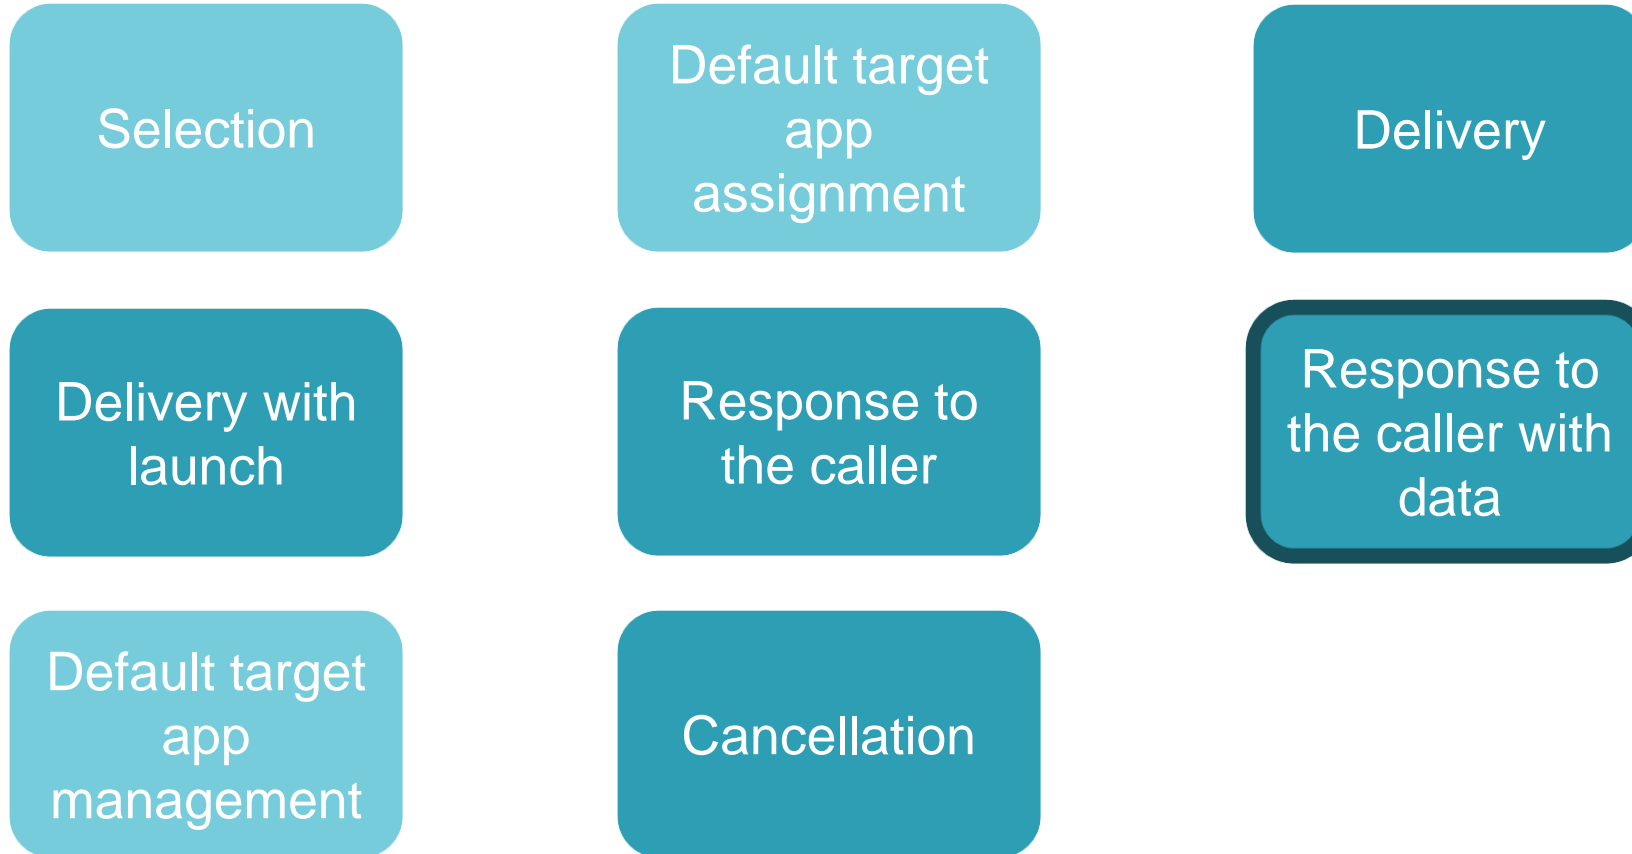 Selection
Default target
app
assignment
Delivery
Delivery with
launch
Response to
the caller
Response to
the caller with
data
Default target
app
management
Cancellation